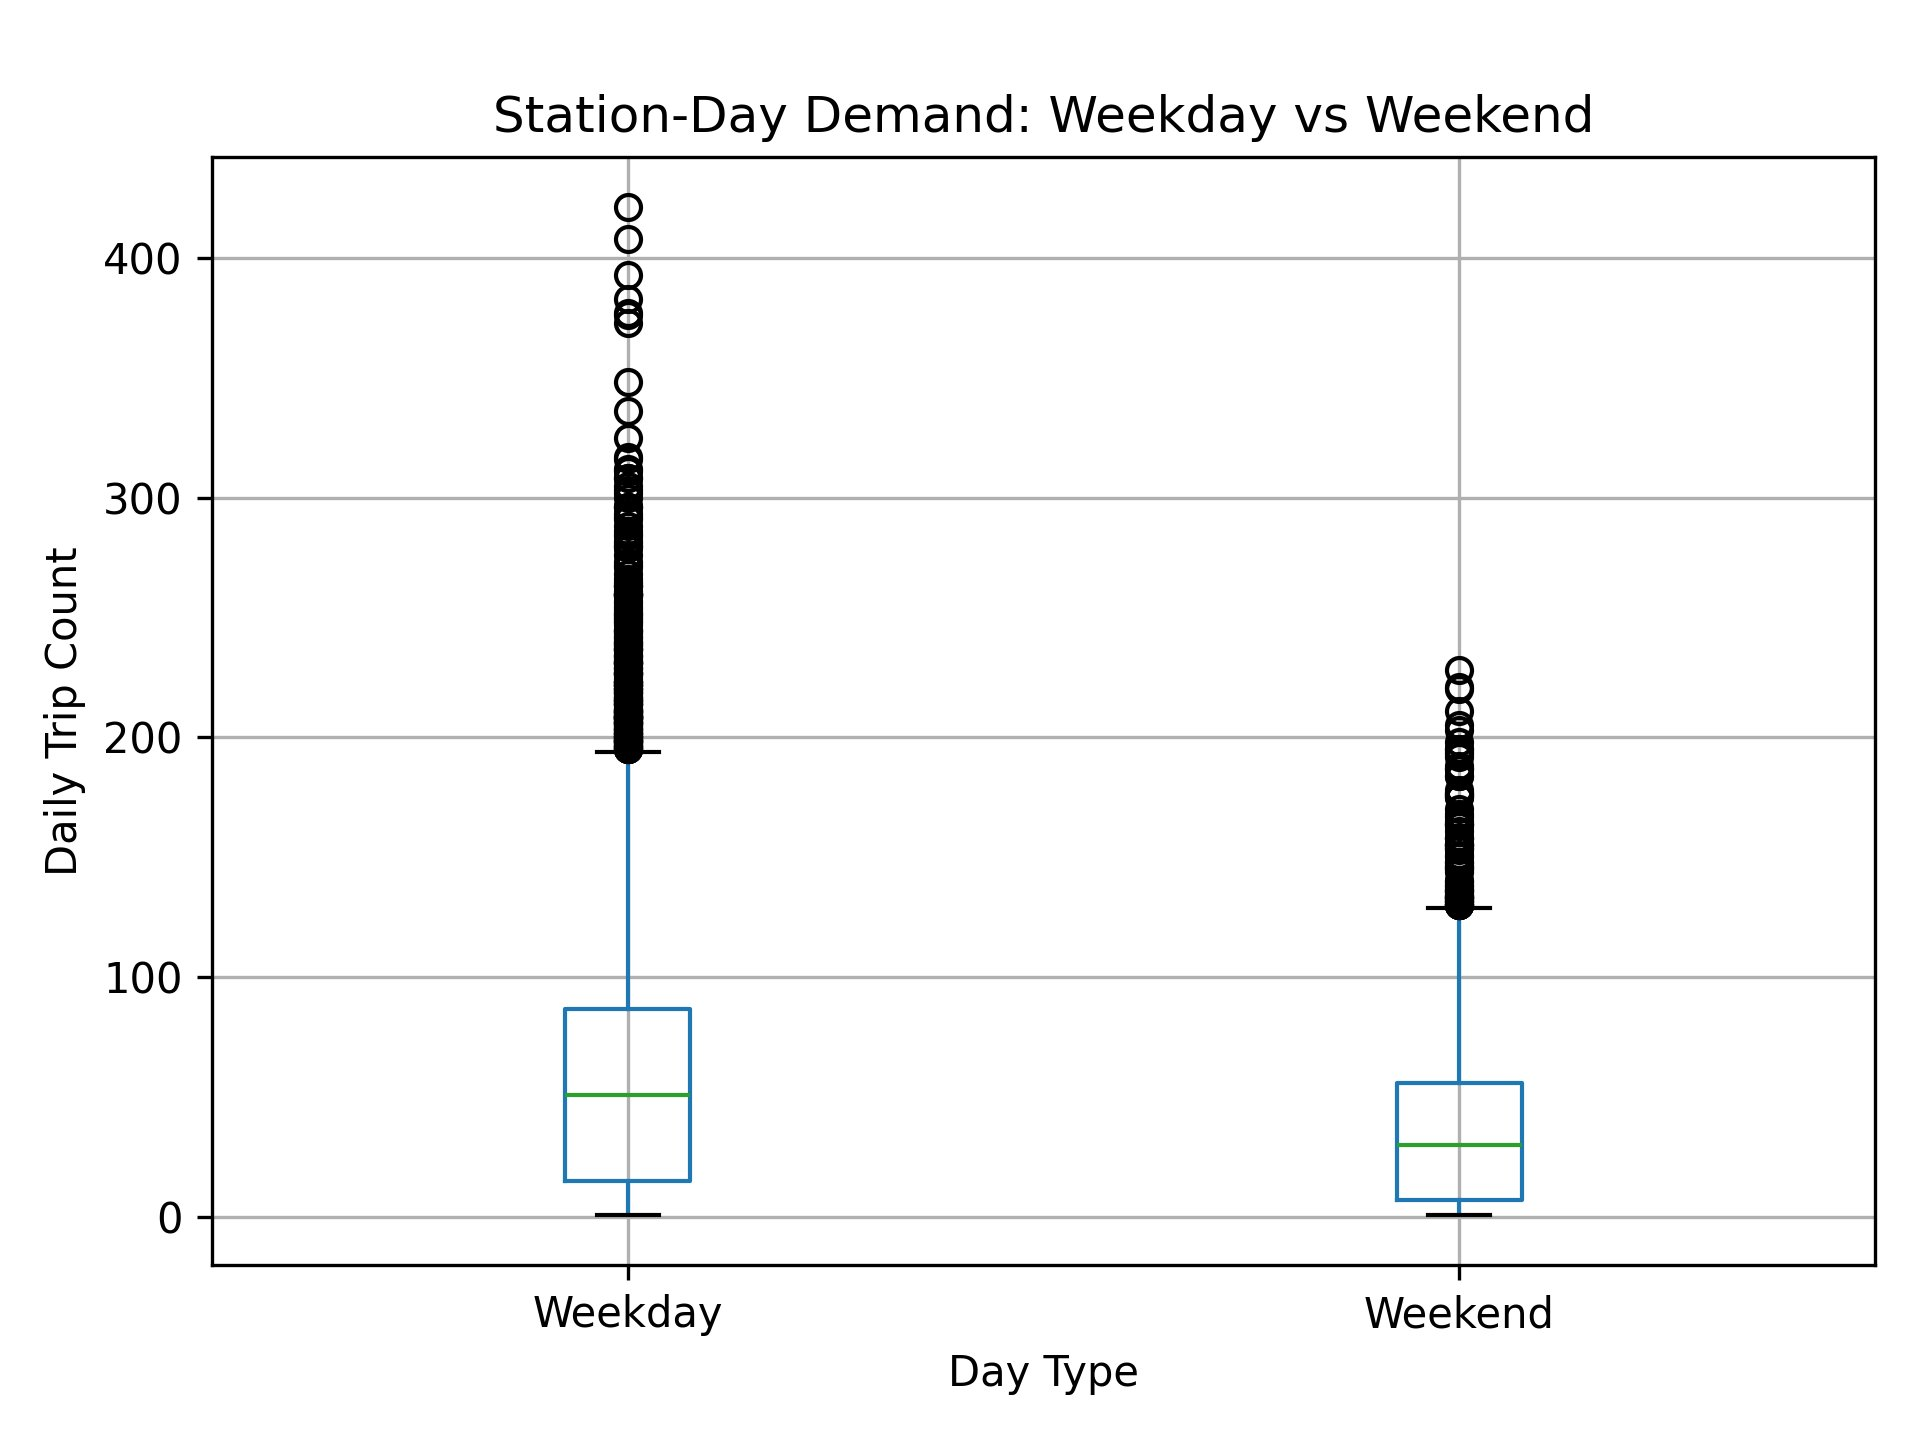 Station-Day Demand: Weekday vs Weekend
Daily Trip Count
400
300
200
100
0
Weekday
Weekend
Day Type